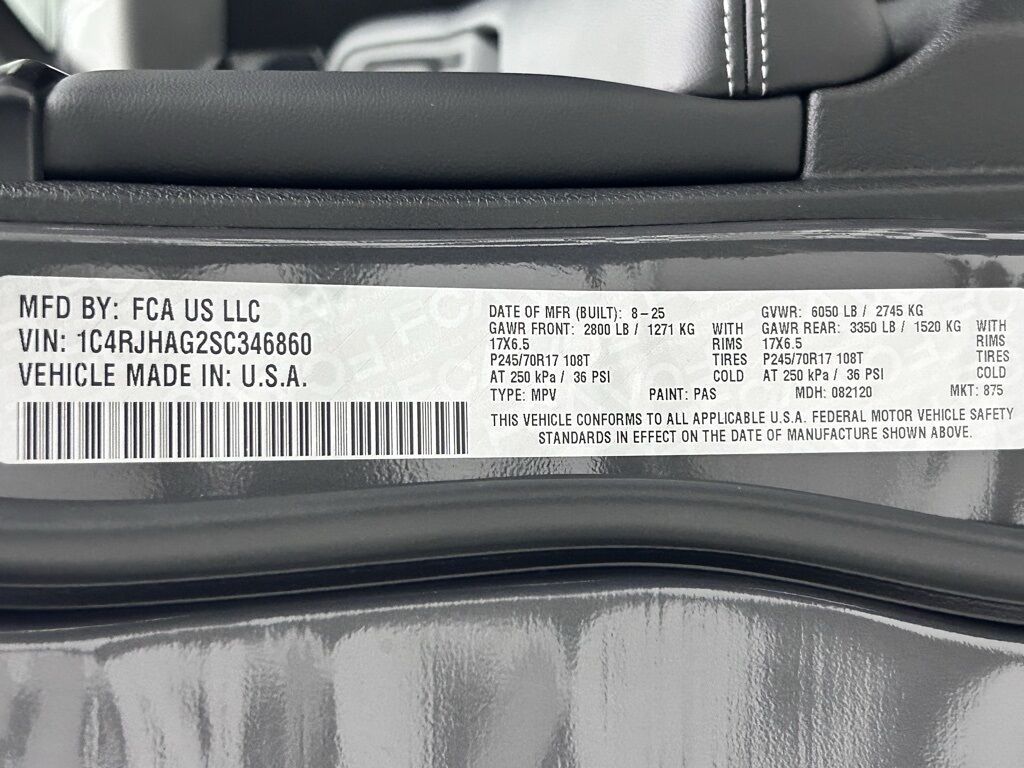 MFD BY: FCA US LLC
VIN: 1C4RJHAG2SC346860
VEHICLE MADE IN: U.S.A.
DATE OF MFR (BUILT): 8-25 GVWR: 6050 LB / 2745 KG
GAWR FRONT: 2800 LB / 1271 KG WITH GAWR REAR: 3350 LB / 1520 KG WITH
17X6.5 RIMS 17X6.5 RIMS
P245/70R17 108T TIRES P245/70R17 108T TIRES
AT 250 kPa / 36 PSI COLD AT 250 kPa / 36 PSI COLD
TYPE: MPV PAINT: PAS MDH: 082120 MKT: 875
THIS VEHICLE CONFORMS TO ALL APPLICABLE U.S.A. FEDERAL MOTOR VEHICLE SAFETY
STANDARDS IN EFFECT ON THE DATE OF MANUFACTURE SHOWN ABOVE.